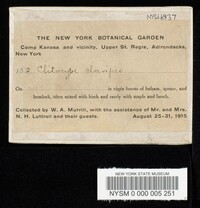 THE NEW YORK BOTANICAL GARDEN
Camp Kanosa and vicinity, Upper St. Regis, Adirondacks,
New York
132 Clitocybe
On in virgin forests of balsam, spruce, and
hemlock, often mixed with birch and rarely with maple and beech.
Collected by W. A. Murrill, with the assistance of Mr. and Mrs.
N. H. Luttrell and their guests. August 25-31, 1915
NEW YORK STATE MUSEUM
NYSM 0 000 005 251